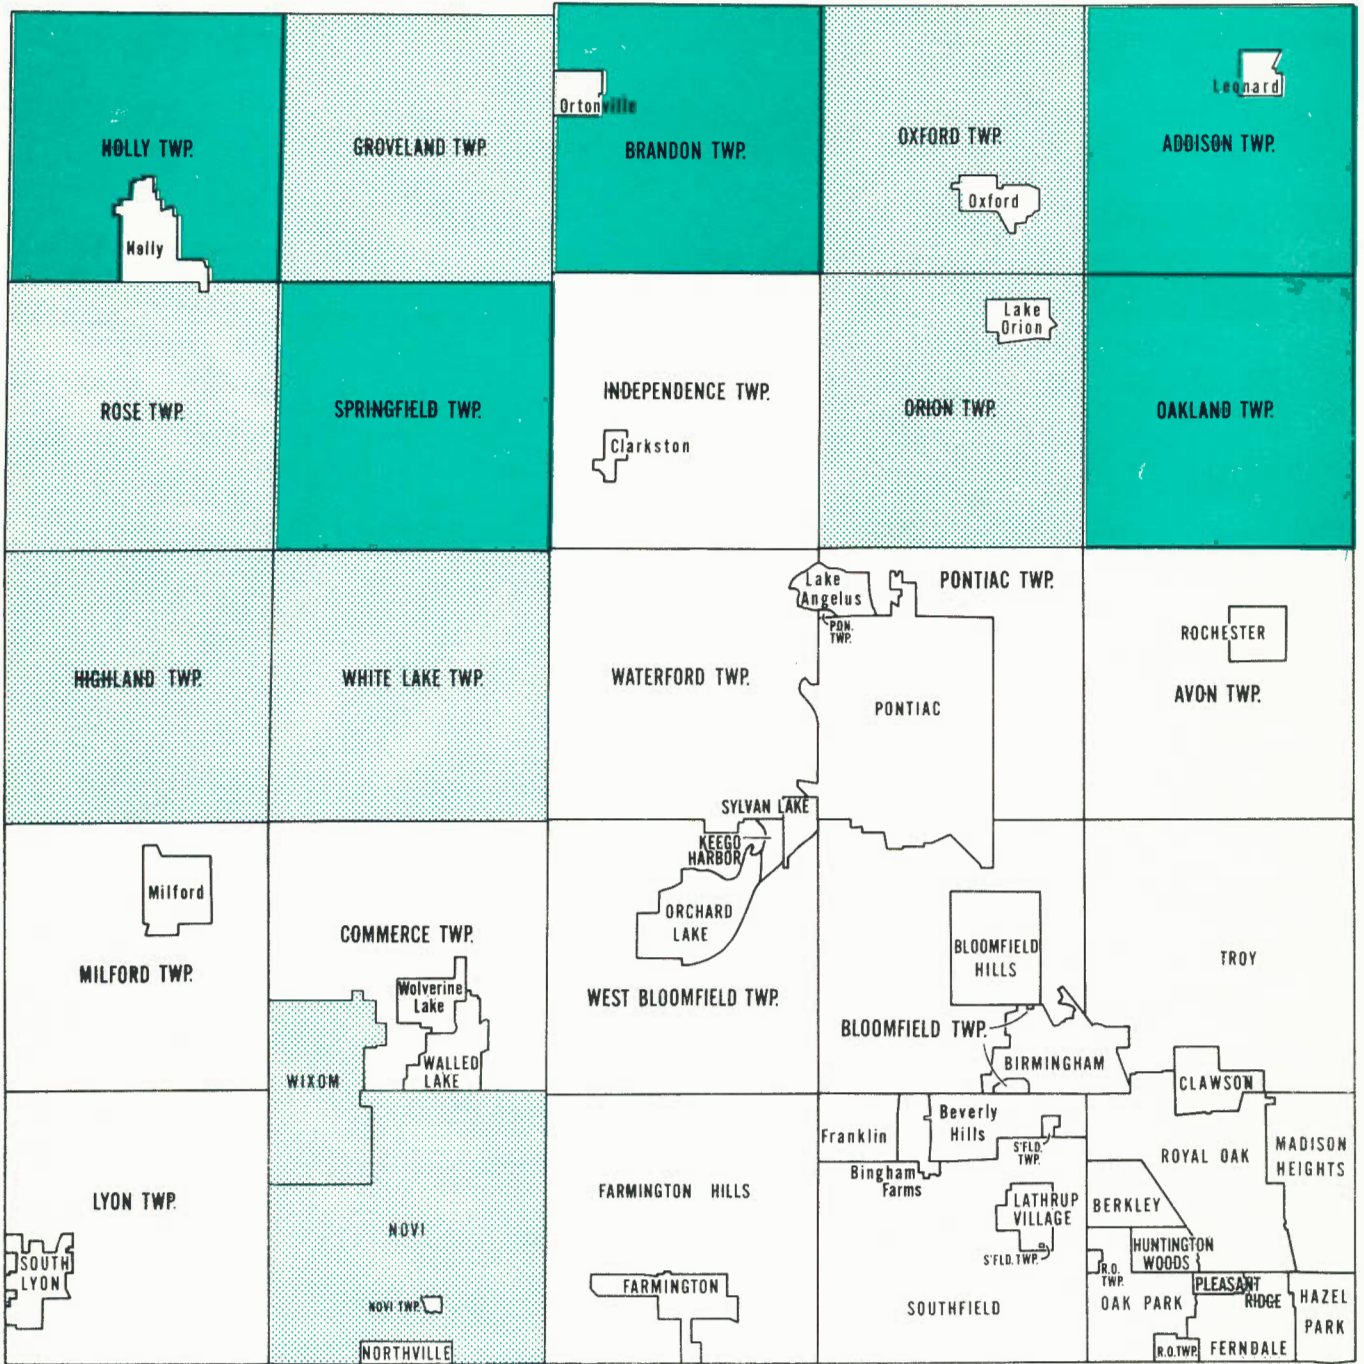 Leonard
Ortonville
HOLLY TWP.
GROVELAND TWP.
BRANDON TWP.
OXFORD TWP.
ADDISON TWP.
Oxford
Holly
Lake
Orion
ROSE TWP.
SPRINGFIELD TWP.
INDEPENDENCE TWP.
ORION TWP.
OAKLAND TWP.
Clarkston
Lake
Angelus
PONTIAC TWP.
PON.
TWP.
ROCHESTER
HIGHLAND TWP.
WHITE LAKE TWP.
WATERFORD TWP.
PONTIAC
AVON TWP.
SYLVAN LAKE
KEEGO
HARBOR
Milford
ORCHARD
LAKE
COMMERCE TWP.
BLOOMFIELD
HILLS
TROY
MILFORD TWP.
Wolverine
Lake
WEST BLOOMFIELD TWP.
BLOOMFIELD TWP.
WALLED
LAKE
BIRMINGHAM
WIXOM
CLAWSON
Franklin
Beverly
Hills
S'FLD.
TWP.
ROYAL OAK
MADISON
HEIGHTS
Bingham
Farms
LYON TWP.
FARMINGTON HILLS
LATHRUP
VILLAGE
BERKLEY
NOVI
SOUTH
LYON
S'FLD. TWP.
HUNTINGTON
WOODS
R.O.
TWP.
FARMINGTON
PLEASANT
RIDGE
NOVI TWP.
SOUTHFIELD
OAK PARK
HAZEL
PARK
NORTHVILLE
R.O.TWP.
FERNDALE